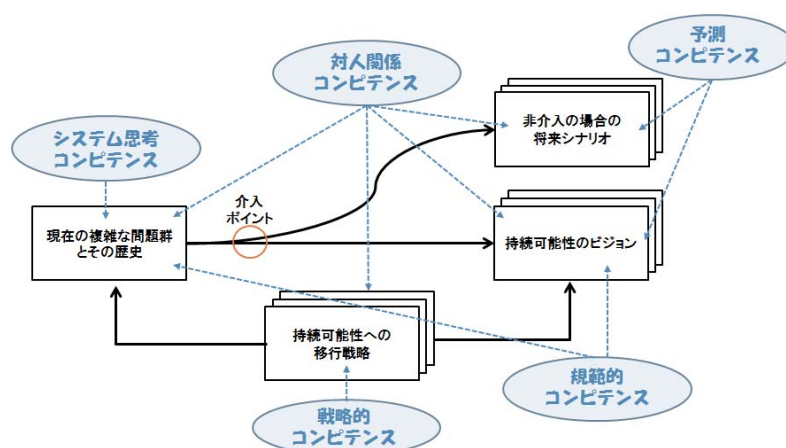 予測
コンピテンス
対人関係
コンピテンス
非介入の場合の
将来シナリオ
システム思考
コンピテンス
介入
ポイント
現在の複雑な問題群
とその歴史
持続可能性のビジョン
持続可能性への
移行戦略
規範的
コンピテンス
戦略的
コンピテンス